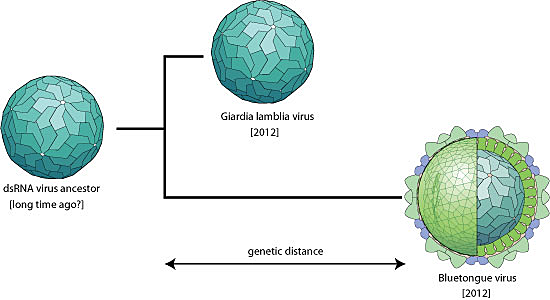 Giardia lamblia virus
[2012]
dsRNA virus ancestor
[long time ago?]
genetic distance
Bluetongue virus
[2012]